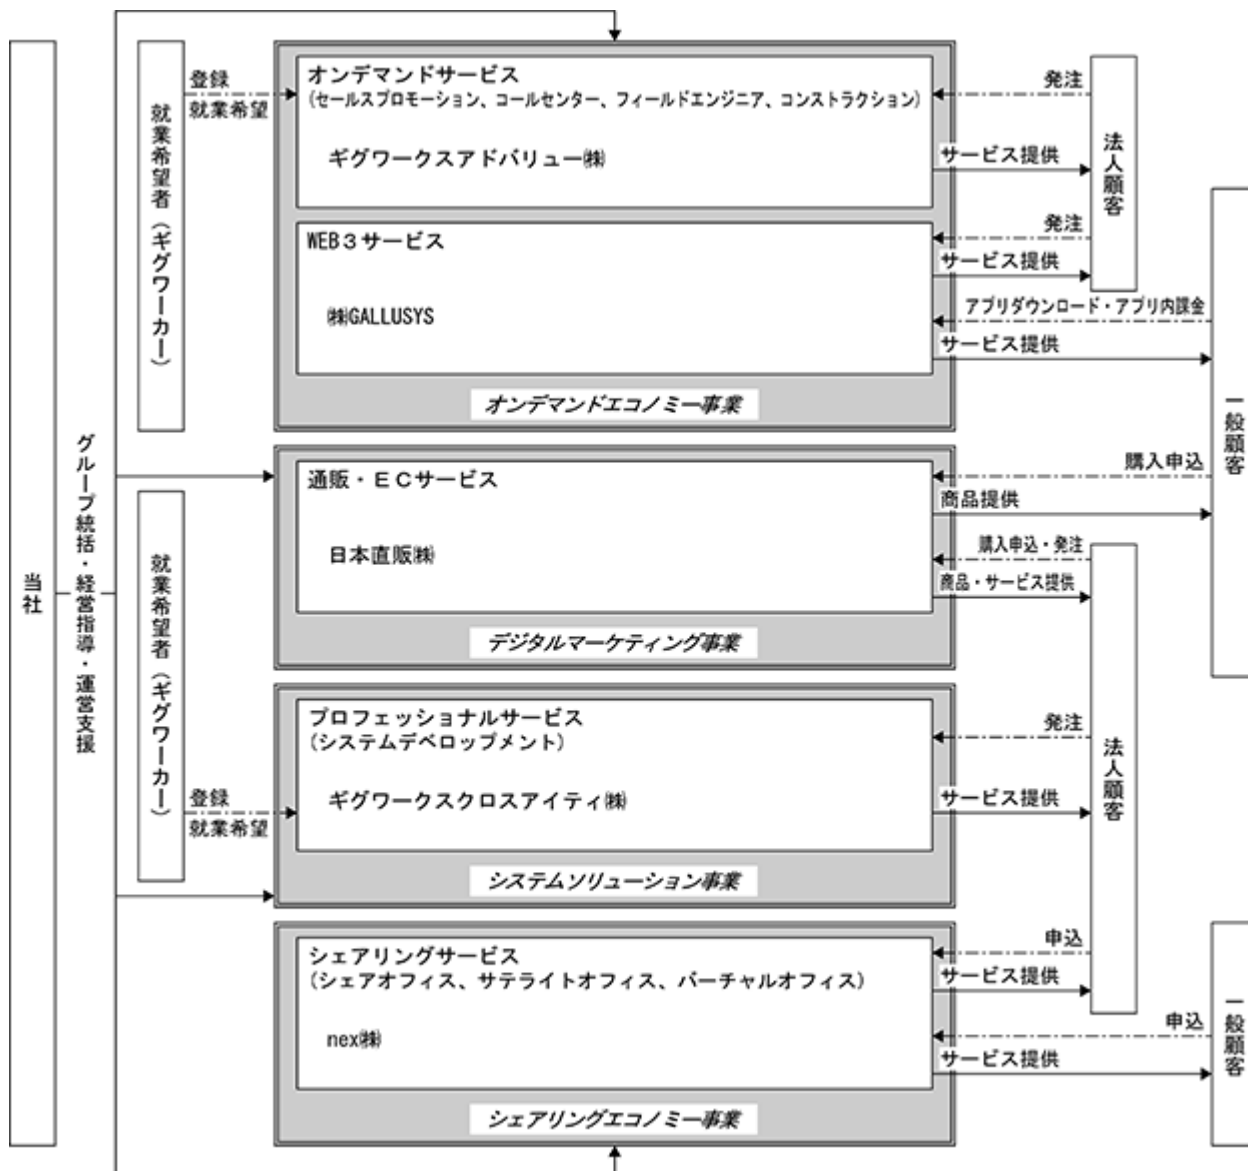 当社
グループ統括・経営指導・運営支援
就業希望者（ギグワーカー）
登録
就業希望
オンデマンドサービス
(セールスプロモーション、コールセンター、フィールドエンジニア、コンストラクション)
ギグワークスアドバリュー㈱
発注
サービス提供
法人顧客
WEB３サービス
㈱GALLUSYS
発注
サービス提供
アプリダウンロード・アプリ内課金
サービス提供
オンデマンドエコノミー事業
一般顧客
通販・ＥＣサービス
日本直販㈱
購入申込
商品提供
購入申込・発注
商品・サービス提供
デジタルマーケティング事業
就業希望者（ギグワーカー）
登録
就業希望
プロフェッショナルサービス
(システムデベロップメント)
ギグワークスクロスアイティ㈱
発注
サービス提供
法人顧客
システムソリューション事業
シェアリングサービス
(シェアオフィス、サテライトオフィス、バーチャルオフィス)
nex㈱
申込
サービス提供
申込
サービス提供
一般顧客
シェアリングエコノミー事業